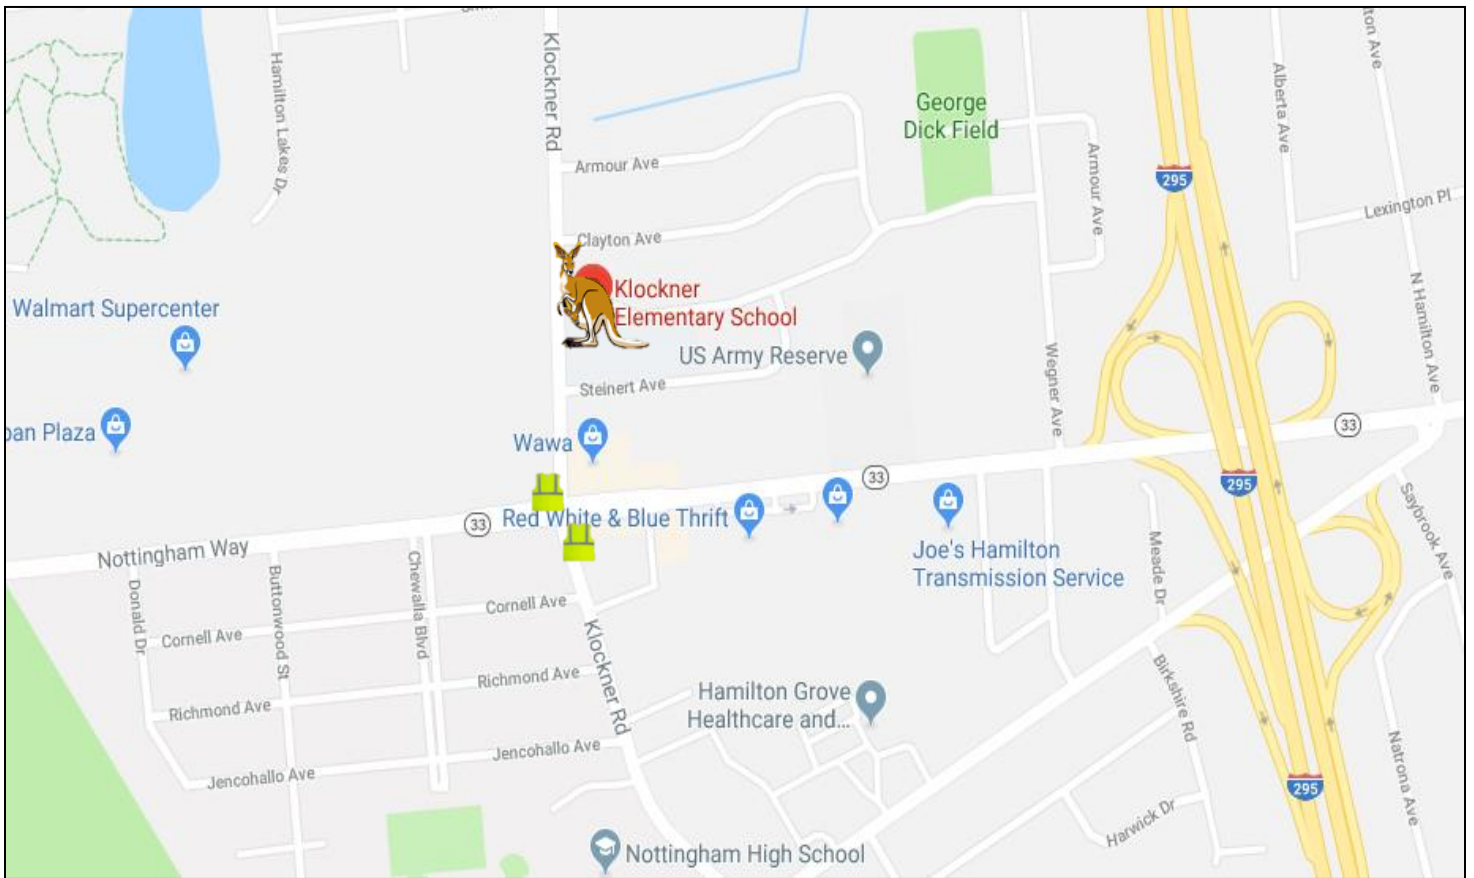 Klockner Rd
Hamilton Lakes Dr
Armour Ave
George
Dick Field
Armour Ave
295
Alberta Ave
Lexington Pl
Clayton Ave
Klockner
Elementary School
Walmart Supercenter
US Army Reserve
N Hamilton Ave
Steinert Ave
Wegner Ave
Wawa
33
33
295
33
Red White & Blue Thrift
Nottingham Way
Joe's Hamilton
Transmission Service
Saybrook Ave
Meade Dr
Donald Dr
Buttonwood St
Chewalla Blvd
Cornell Ave
Cornell Ave
Klockner Rd
Richmond Ave
Richmond Ave
Hamilton Grove
Healthcare and...
Birkshire Rd
Jencohallo Ave
Jencohallo Ave
295
Natrona Ave
Harwick Dr
Nottingham High School